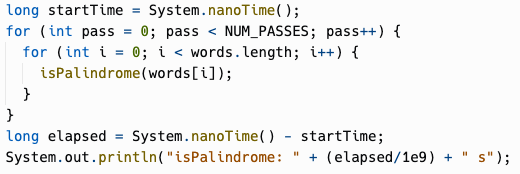 long startTime = System.nanoTime();
for (int pass = 0; pass < NUM_PASSES; pass++) {
  for (int i = 0; i < words.length; i++) {
    isPalindrome(words[i]);
  }
}
long elapsed = System.nanoTime() - startTime;
System.out.println("isPalindrome: " + (elapsed/1e9) + " s");